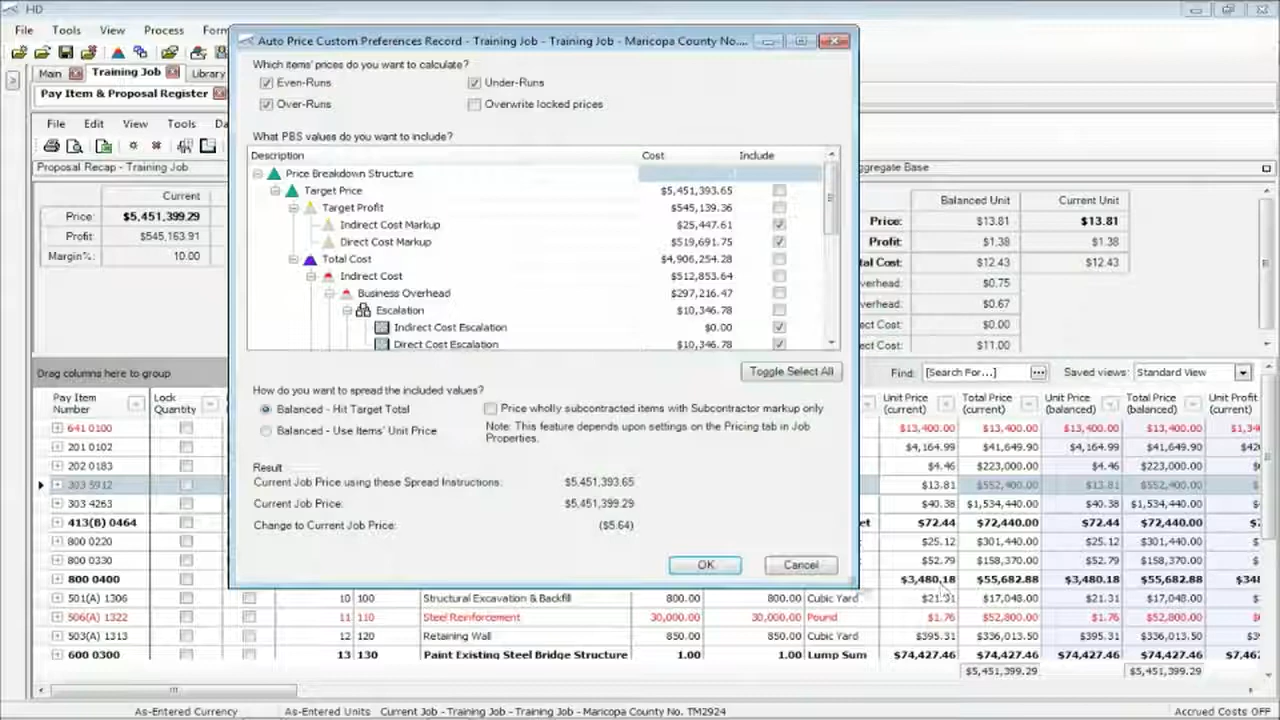 HD
File Tools View Process Form
Main Training Job Library
Pay Item & Proposal Register
File Edit View Tools Da
Proposal Recap - Training Job
Current
Price: $5,451,399.29
Profit: $545,163.91
Margin%: 10.00
Auto Price Custom Preferences Record - Training Job - Training Job - Maricopa County No....
Which items' prices do you want to calculate?
Even-Runs Under-Runs
Over-Runs Overwrite locked prices
What PBS values do you want to include?
Description Cost Include
Price Breakdown Structure
Target Price $5,451,393.65
Target Profit $545,139.36
Indirect Cost Markup $25,447.61
Direct Cost Markup $519,691.75
Total Cost $4,906,254.28
Indirect Cost $512,853.64
Business Overhead $297,216.47
Escalation $10,346.78
Indirect Cost Escalation $0.00
Direct Cost Escalation $10,346.78
Toggle Select All
How do you want to spread the included values?
Balanced - Hit Target Total Price wholly subcontracted items with Subcontractor markup only
Balanced - Use Items' Unit Price Note: This feature depends upon settings on the Pricing tab in Job
Properties.
Result
Current Job Price using these Spread Instructions: $5,451,393.65
Current Job Price: $5,451,399.29
Change to Current Job Price: ($5.64)
OK Cancel
ggregate Base
Balanced Unit Current Unit
Price: $13.81 $13.81
Profit: $1.38 $1.38
tal Cost: $12.43 $12.43
verhead: $0.75
verhead: $0.67
ct Cost: $0.00
ect Cost: $11.00
Drag columns here to group
Find: [Search For...] Saved views: Standard View
Pay Item Number Lock Quantity Unit Price (current) Total Price (current) Unit Price (balanced) Total Price (balanced) Unit Profit (current)
641 0100 $13,400.00 $13,400.00 $13,400.00 $13,400.00 $1,34
201 0102 $4,164.99 $41,649.90 $4,164.99 $41,649.90 $42
202 0183 $4.46 $223,000.00 $4.46 $223,000.00 $
303 5912 $13.81 $552,400.00 $13.81 $552,400.00 $
303 4263 $40.38 $1,534,440.00 $40.38 $1,534,440.00 $
413(B) 0464 et $72.44 $72,440.00 $72.44 $72,440.00 $
800 0220 $25.12 $301,440.00 $25.12 $301,440.00 $
800 0330 $52.79 $158,370.00 $52.79 $158,370.00 $
800 0400 $3,480.18 $55,682.88 $3,480.18 $55,682.88 $34
501(A) 1306 10 100 Structural Excavation & Backfill 800.00 800.00 Cubic Yard $21.31 $17,048.00 $21.31 $17,048.00 $
506(A) 1322 11 110 Steel Reinforcement 30,000.00 30,000.00 Pound $1.76 $52,800.00 $1.76 $52,800.00 $
503(A) 1313 12 120 Retaining Wall 850.00 850.00 Cubic Yard $395.31 $336,013.50 $395.31 $336,013.50 $3
600 0300 13 130 Paint Existing Steel Bridge Structure 1.00 1.00 Lump Sum $74,427.46 $74,427.46 $74,427.46 $74,427.46 $7,46
$5,451,399.29 $5,451,399.29
As-Entered Currency As-Entered Units Current Job - Training Job - Training Job - Maricopa County No. TM2924 Accrued Costs OFF